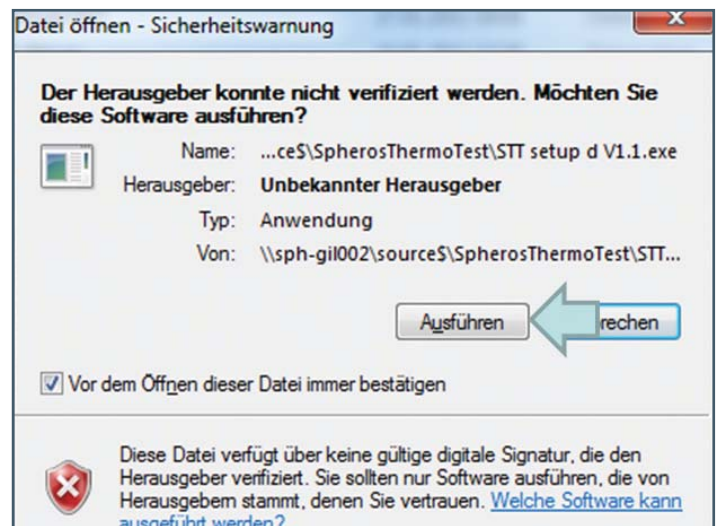 Datei öffnen - Sicherheitswarnung
Der Herausgeber konnte nicht verifiziert werden. Möchten Sie
diese Software ausführen?
Name: ...ce$\SpherosThermoTest\STT setup d V1.1.exe
Herausgeber: Unbekannter Herausgeber
Typ: Anwendung
Von: \\sph-gil002\source$\SpherosThermoTest\STT...
Ausführen
rechen
Vor dem Öffnen dieser Datei immer bestätigen
Diese Datei verfügt über keine gültige digitale Signatur, die den
Herausgeber verifiziert. Sie sollten nur Software ausführen, die von
Herausgebern stammt, denen Sie vertrauen. Welche Software kann
ausgeführt werden?